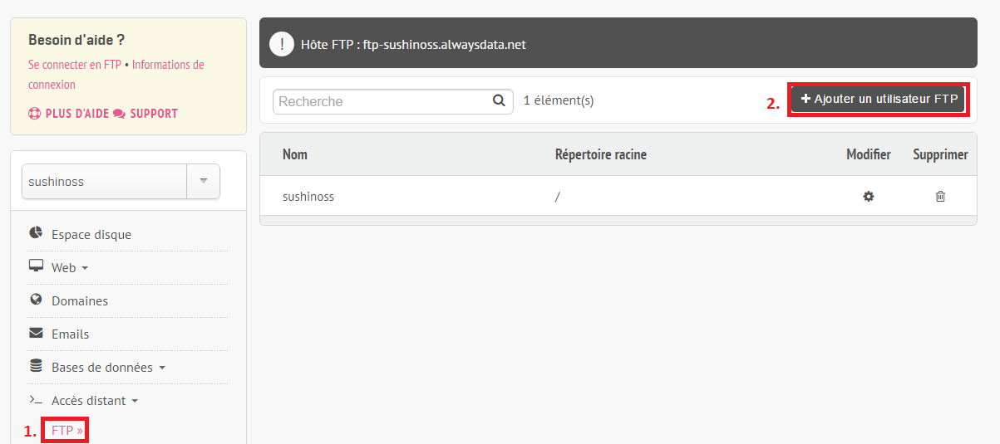 Besoin d'aide ?
Se connecter en FTP • Informations de
connexion
PLUS D'AIDE SUPPORT
sushinoss
Espace disque
Web
Domaines
Emails
Bases de données
Accès distant
1. FTP »
! Hôte FTP : ftp-sushinoss.alwaysdata.net
Recherche 1 élément(s) 2. + Ajouter un utilisateur FTP
Nom Répertoire racine Modifier Supprimer
sushinoss /